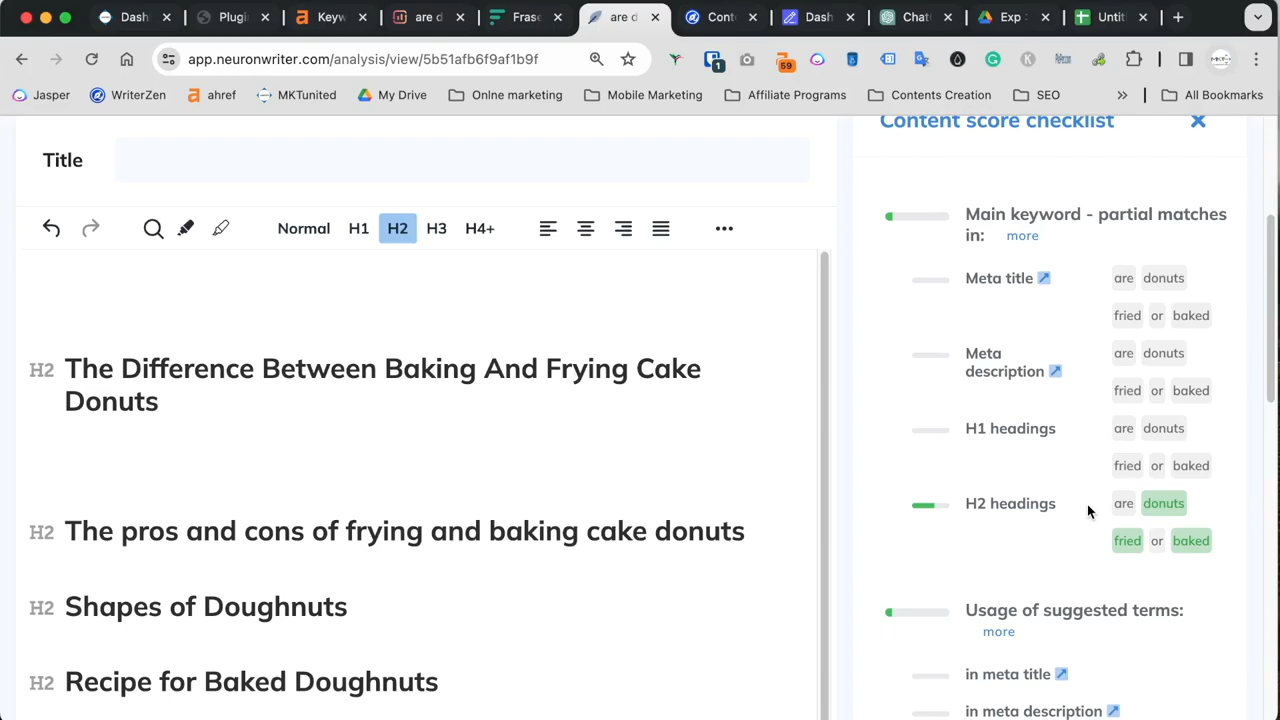 Dashl
Plugi
Keyw
are d
Frase
are d
Cont
Dash
Chat
Exp :
Untit
app.neuronwriter.com/analysis/view/5b51afb6f9af1b9f
1
59
Jasper
WriterZen
ahref
MKTunited
My Drive
Onlne marketing
Mobile Marketing
Affiliate Programs
Contents Creation
SEO
All Bookmarks
Title
Normal H1 H2 H3 H4+
H2 The Difference Between Baking And Frying Cake
Donuts
H2 The pros and cons of frying and baking cake donuts
H2 Shapes of Doughnuts
H2 Recipe for Baked Doughnuts
Content score checklist
Main keyword - partial matches
in: more
Meta title are donuts
fried or baked
Meta
description are donuts
fried or baked
H1 headings are donuts
fried or baked
H2 headings are donuts
fried or baked
Usage of suggested terms:
more
in meta title
in meta description